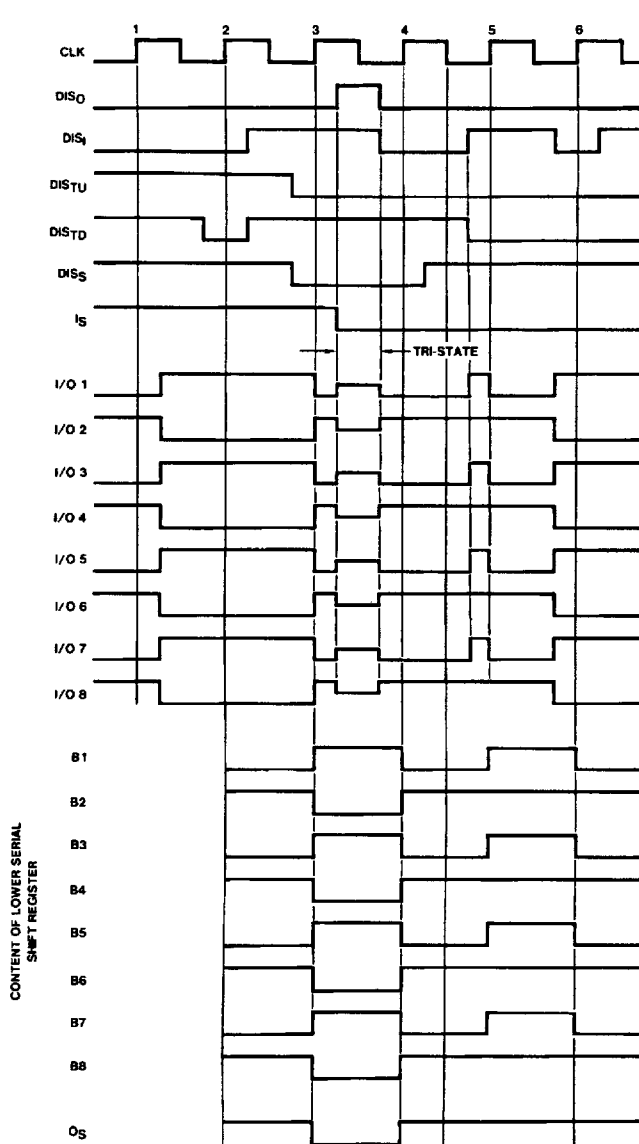 1 2 3 4 5 6
CLK
DISO
DISI
DISTU
DISTD
DISS
IS
TRI-STATE
I/O 1
I/O 2
I/O 3
I/O 4
I/O 5
I/O 6
I/O 7
I/O 8
B1
B2
B3
B4
B5
B6
B7
B8
OS
CONTENT OF LOWER SERIAL
SHIFT REGISTER